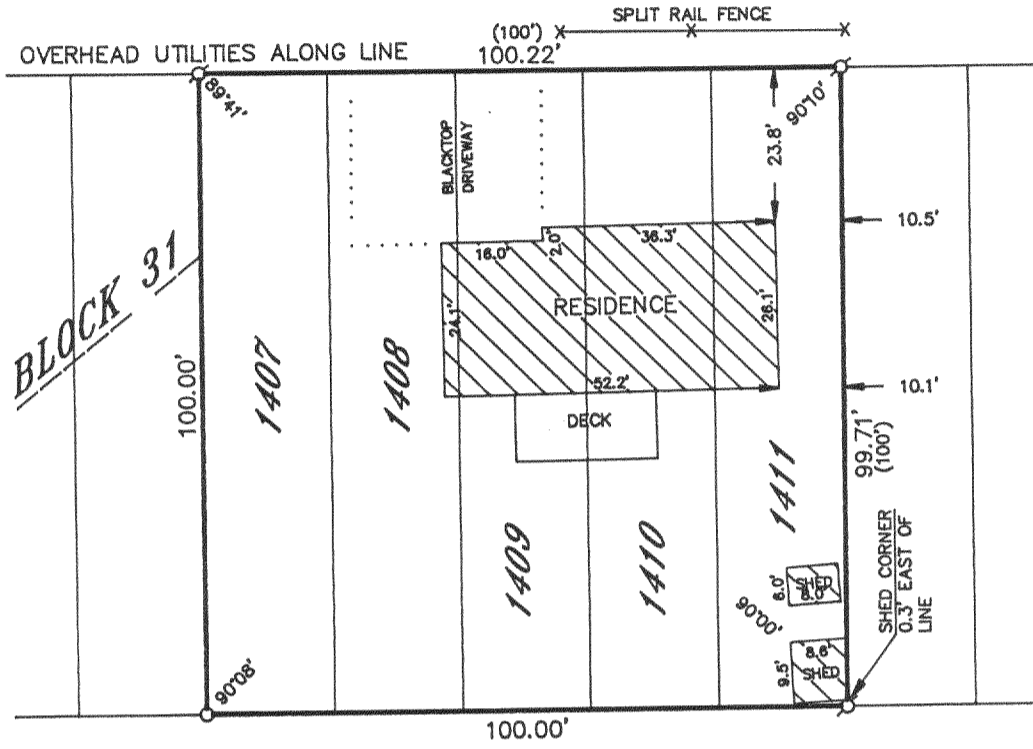 SPLIT RAIL FENCE
(100')
OVERHEAD UTILITIES ALONG LINE
100.22'
89°41'
90°10'
BLACKTOP
DRIVEWAY
23.8'
10.5'
BLOCK 31
16.0'
2.0'
36.3'
RESIDENCE
24.1'
26.1'
52.2'
10.1'
100.00'
1407
1408
DECK
99.71'
(100')
1411
1409
1410
SHED
6.0'
8.0'
90°00'
SHED CORNER
0.3' EAST OF
LINE
8.6'
SHED
9.5'
90°08'
100.00'